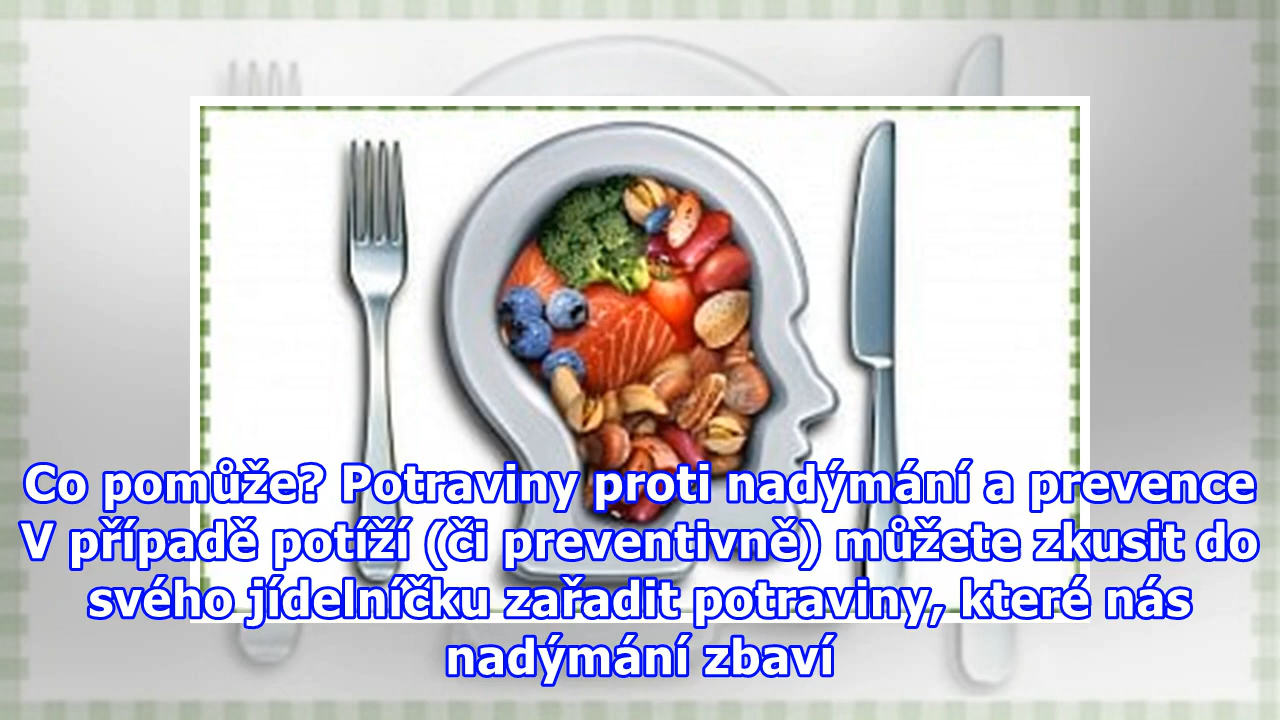 Co pomůže? Potraviny proti nadýmání a prevence
V případě potíží (či preventivně) můžete zkusit do
svého jídelníčku zařadit potraviny, které nás
nadýmání zbaví